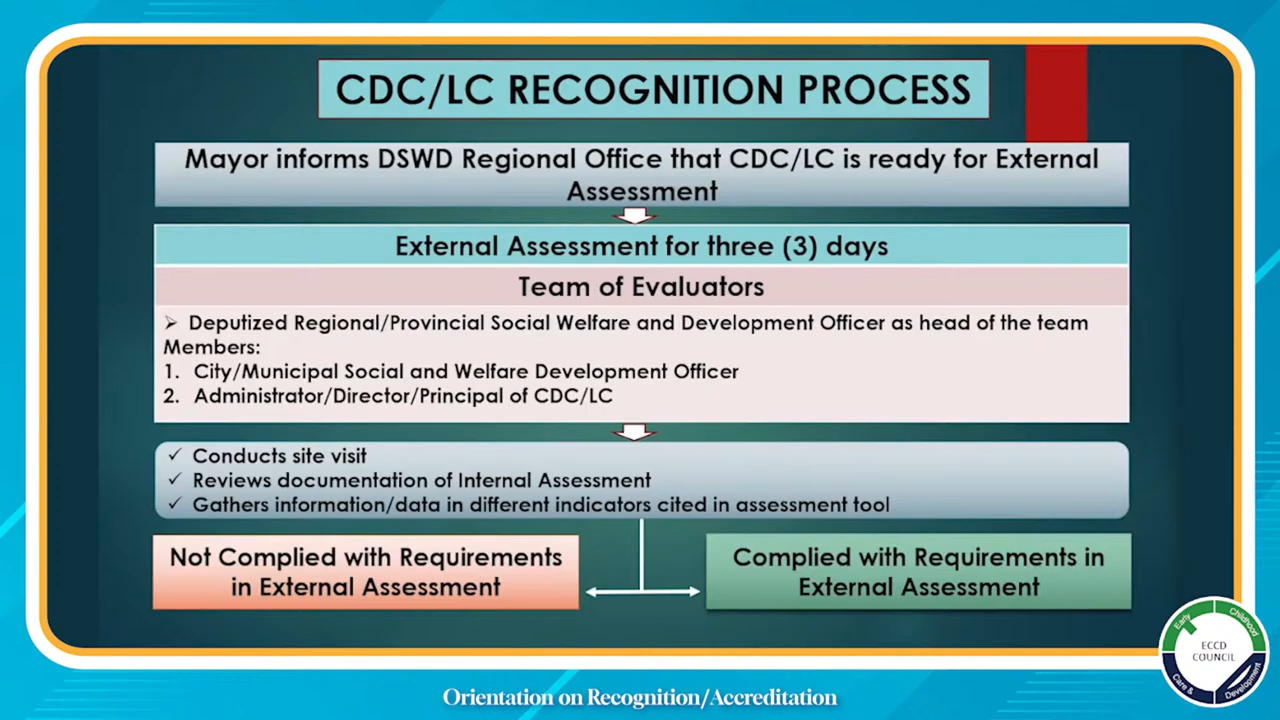 CDC/LC RECOGNITION PROCESS
Mayor informs DSWD Regional Office that CDC/LC is ready for External
Assessment
External Assessment for three (3) days
Team of Evaluators
➢ Deputized Regional/Provincial Social Welfare and Development Officer as head of the team
Members:
1. City/Municipal Social and Welfare Development Officer
2. Administrator/Director/Principal of CDC/LC
✓ Conducts site visit
✓ Reviews documentation of Internal Assessment
✓ Gathers information/data in different indicators cited in assessment tool
Not Complied with Requirements
in External Assessment
Complied with Requirements in
External Assessment
Early Childhood
ECCD
COUNCIL
Care & Development
Orientation on Recognition/Accreditation